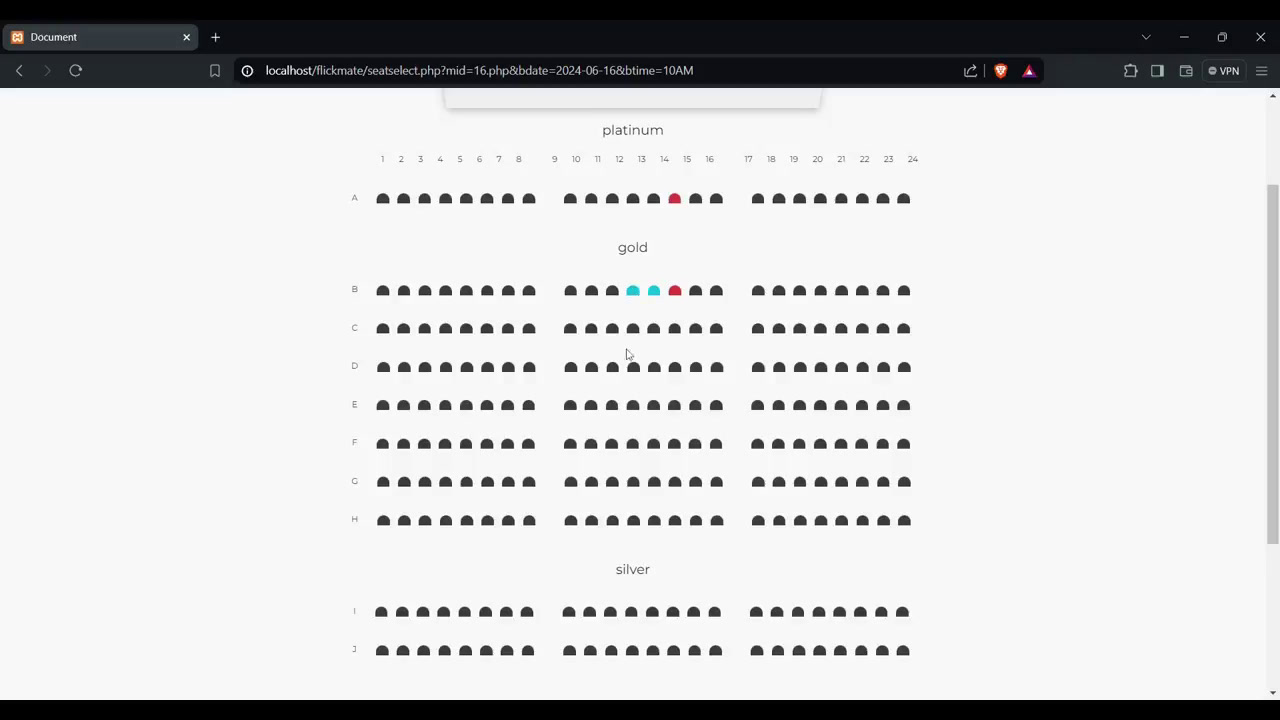 Document
localhost/flickmate/seatselect.php?mid=16.php&bdate=2024-06-16&btime=10AM
VPN
platinum
1 2 3 4 5 6 7 8 9 10 11 12 13 14 15 16 17 18 19 20 21 22 23 24
A
gold
B
C
D
E
F
G
H
silver
I
J